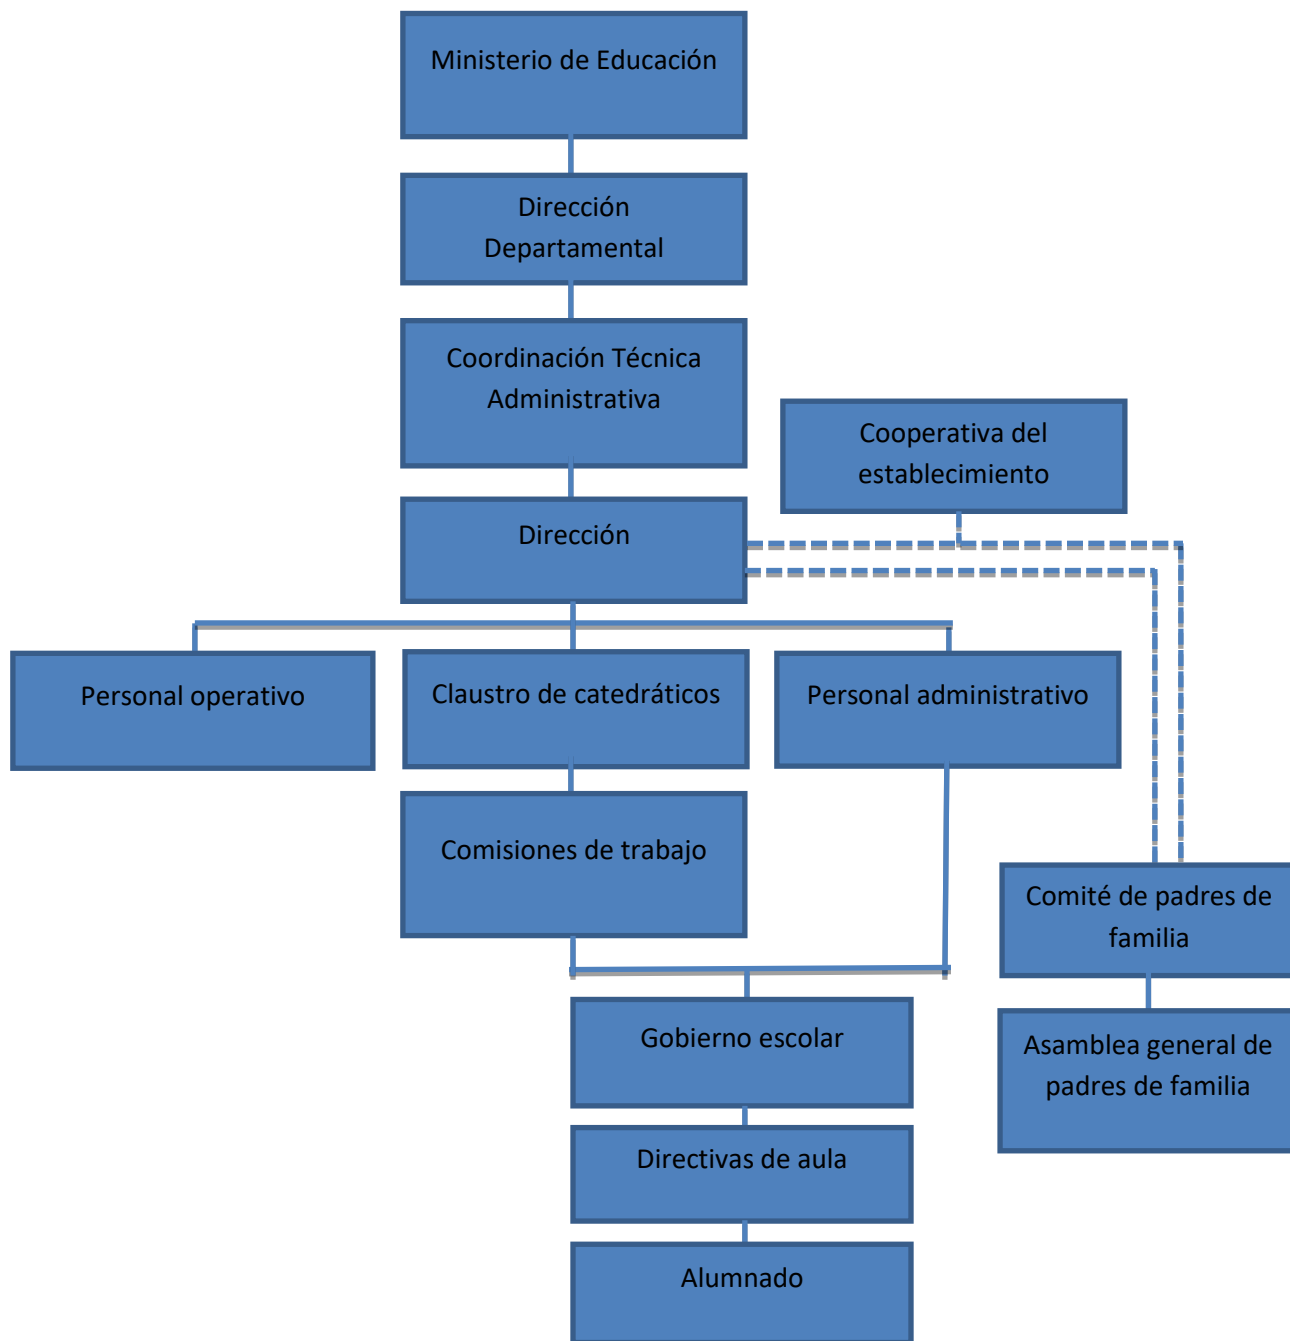 Ministerio de Educación
Dirección
Departamental
Coordinación Técnica
Administrativa
Cooperativa del
establecimiento
Dirección
Personal operativo
Claustro de catedráticos
Personal administrativo
Comisiones de trabajo
Comité de padres de
familia
Gobierno escolar
Asamblea general de
padres de familia
Directivas de aula
Alumnado